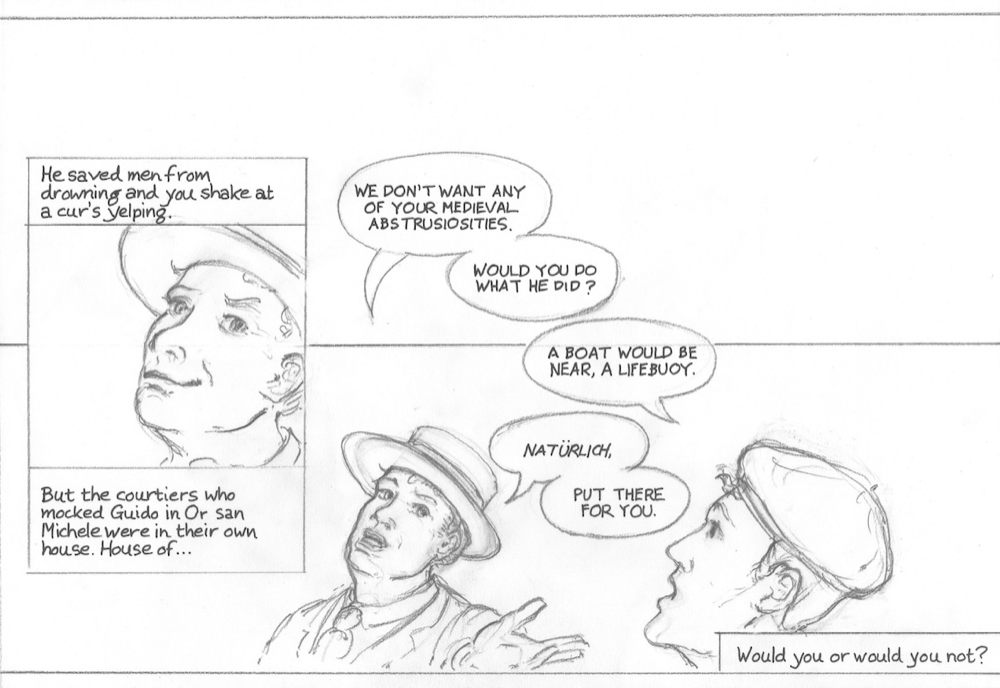 He saved men from
drowning and you shake at
a cur's yelping.
But the courtiers who
mocked Guido in Or san
Michele were in their own
house. House of...
WE DON'T WANT ANY
OF YOUR MEDIEVAL
ABSTRUSIOSITIES.
WOULD YOU DO
WHAT HE DID?
A BOAT WOULD BE
NEAR, A LIFEBUOY.
NATÜRLICH,
PUT THERE
FOR YOU.
Would you or would you not?